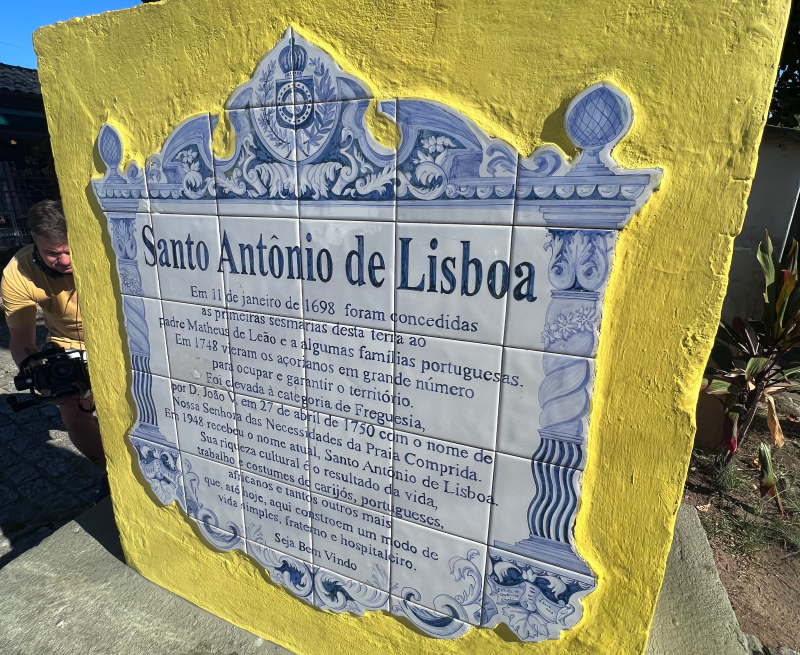 Santo Antônio de Lisboa
Em 11 de janeiro de 1698 foram concedidas
as primeiras sesmarias desta terra ao
padre Matheus de Leão e a algumas famílias portuguesas.
Em 1748 vieram os açorianos em grande número
para ocupar e garantir o território.
Foi elevada à categoria de Freguesia,
por D. João V, em 27 de abril de 1750 com o nome de
Nossa Senhora das Necessidades da Praia Comprida.
Em 1948 recebeu o nome atual, Santo Antônio de Lisboa.
Sua riqueza cultural é o resultado da vida,
trabalho e costumes de carijós, portugueses,
africanos e tantos outros mais
que, até hoje, aqui constroem um modo de
vida simples, fraterno e hospitaleiro.
Seja Bem Vindo